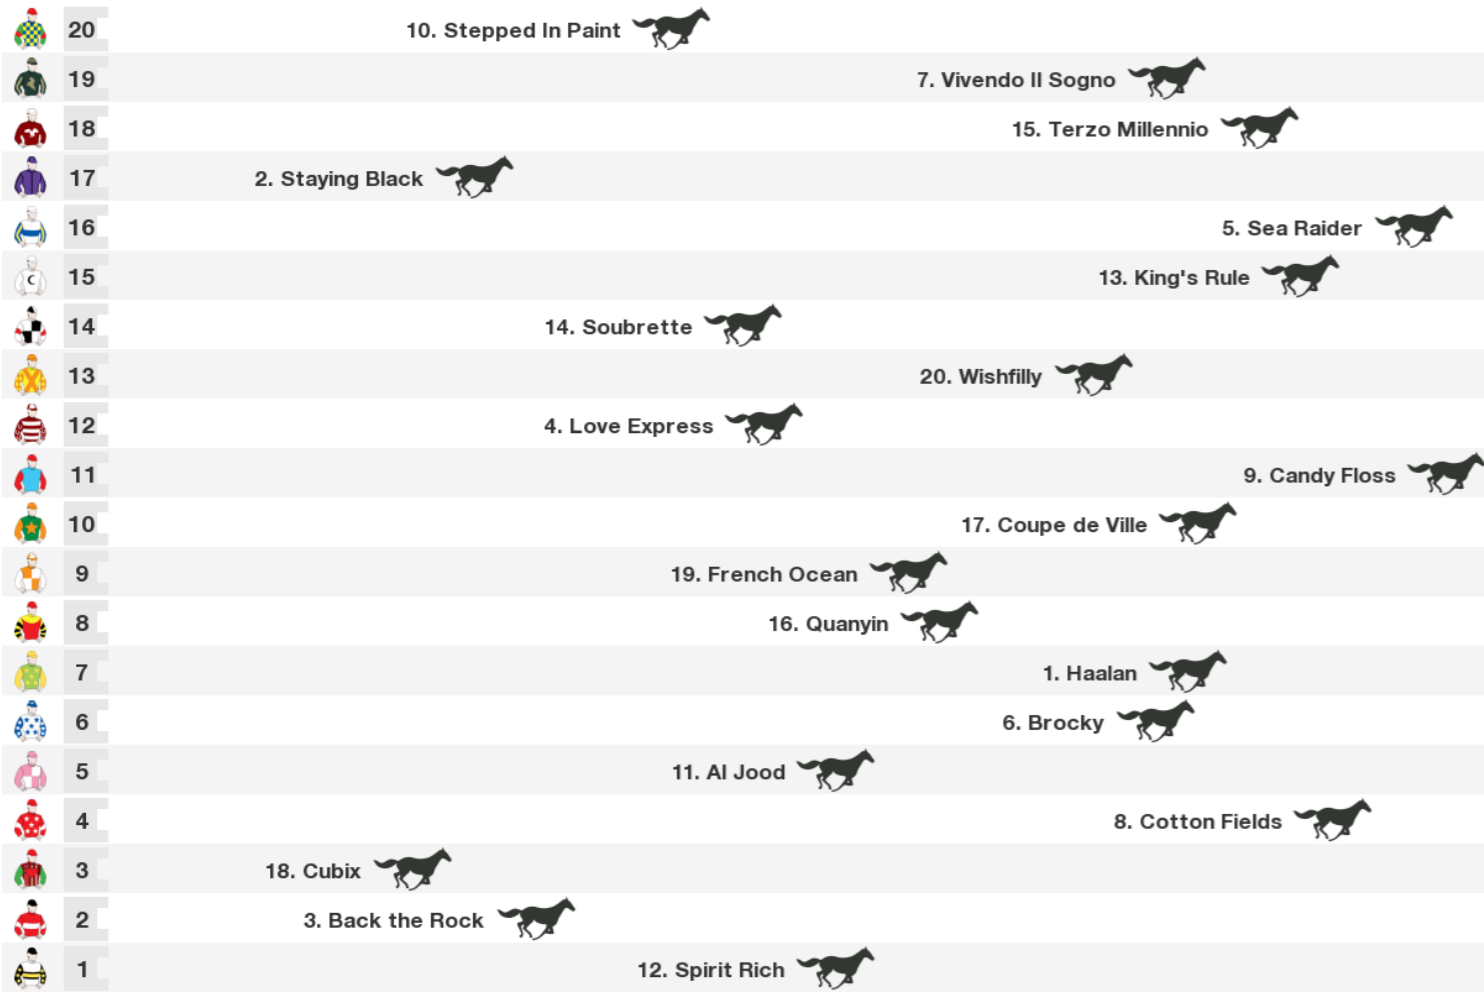 20 10. Stepped In Paint
19 7. Vivendo Il Sogno
18 15. Terzo Millennio
17 2. Staying Black
16 5. Sea Raider
15 13. King's Rule
14 14. Soubrette
13 20. Wishfilly
12 4. Love Express
11 9. Candy Floss
10 17. Coupe de Ville
9 19. French Ocean
8 16. Quanyin
7 1. Haalan
6 6. Brocky
5 11. Al Jood
4 8. Cotton Fields
3 18. Cubix
2 3. Back the Rock
1 12. Spirit Rich